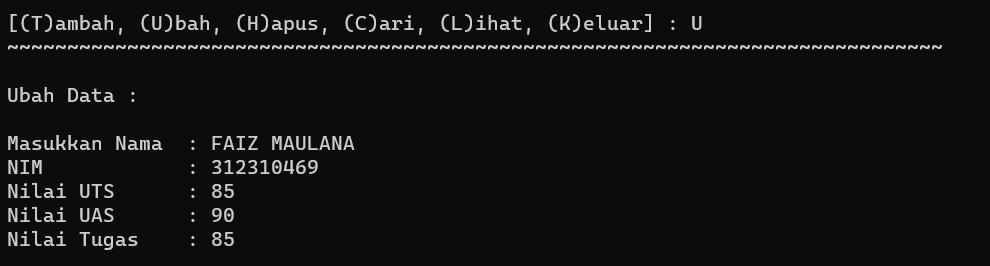 [(T)ambah, (U)bah, (H)apus, (C)ari, (L)ihat, (K)eluar] : U
~~~~~~~~~~~~~~~~~~~~~~~~~~~~~~~~~~~~~~~~~~~~~~~~~~~~~~~~~~~~~~~~~~~~~~~~~~~~~~
Ubah Data :
Masukkan Nama  : FAIZ MAULANA
NIM            : 312310469
Nilai UTS      : 85
Nilai UAS      : 90
Nilai Tugas    : 85